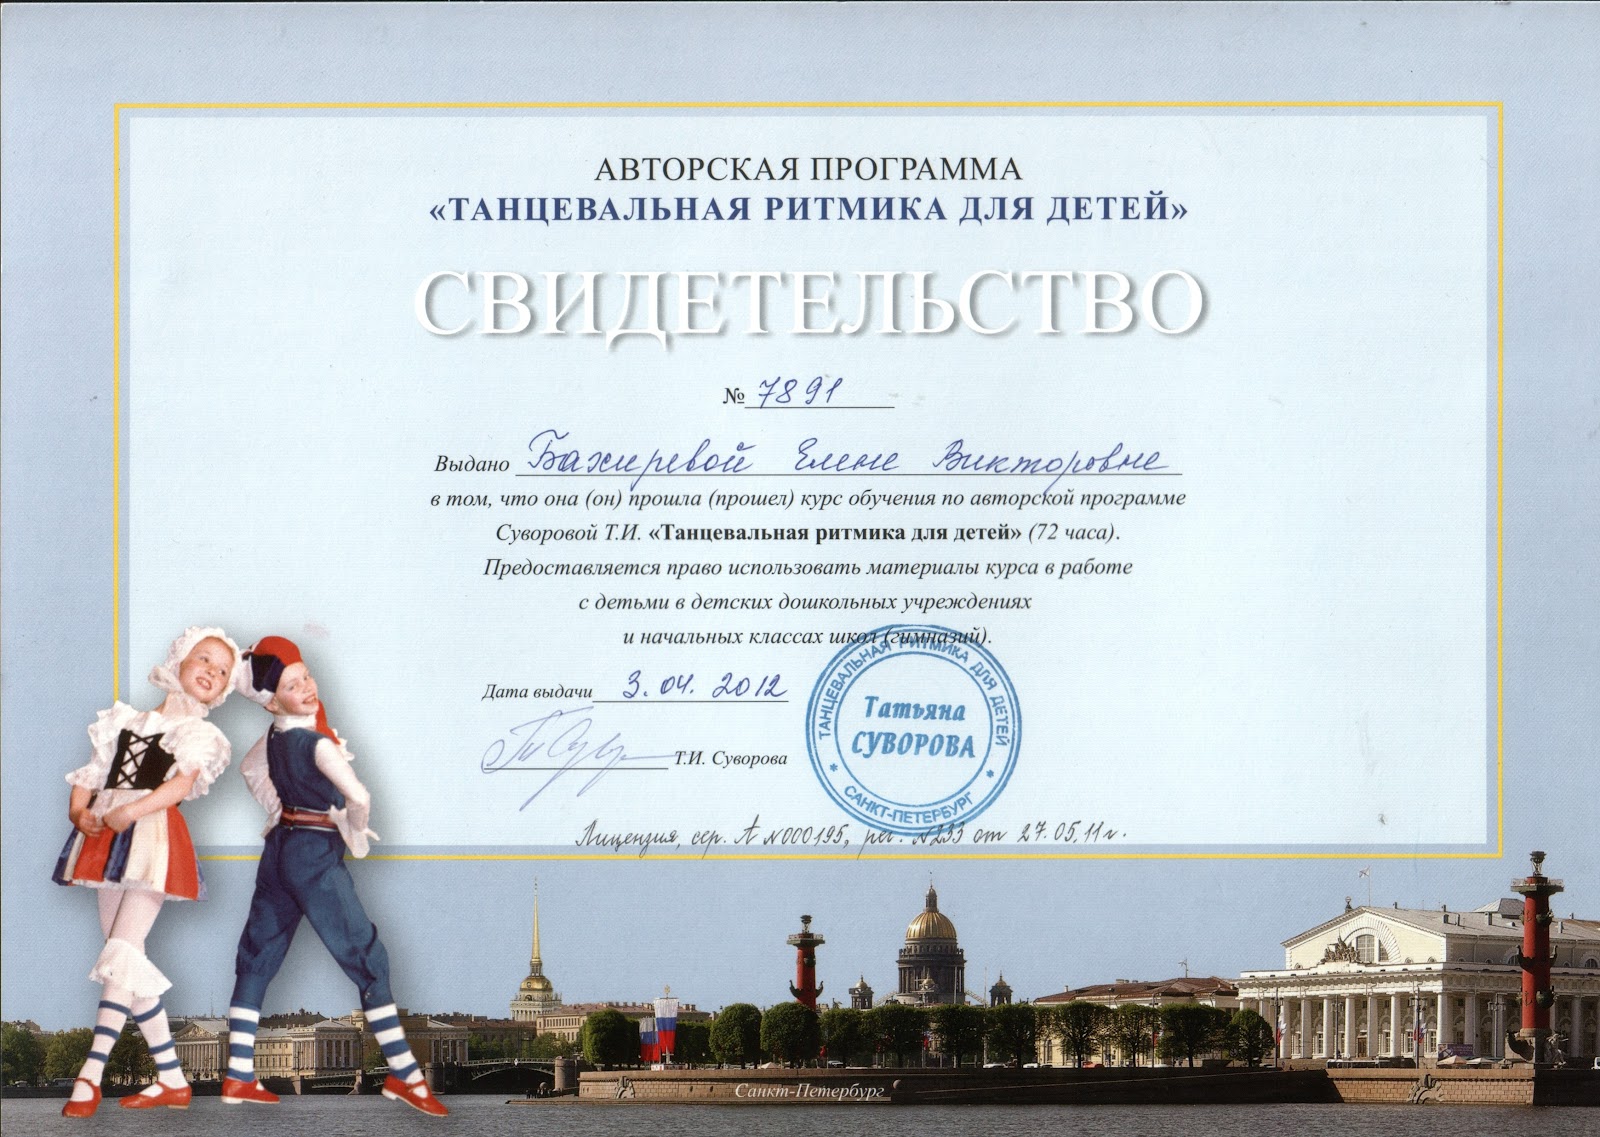 АВТОРСКАЯ ПРОГРАММА
«ТАНЦЕВАЛЬНАЯ РИТМИКА ДЛЯ ДЕТЕЙ»
СВИДЕТЕЛЬСТВО
№ 7891
Выдано Бахиревой Елене Викторовне
в том, что она (он) прошла (прошел) курс обучения по авторской программе
Суворовой Т.И. «Танцевальная ритмика для детей» (72 часа).
Предоставляется право использовать материалы курса в работе
с детьми в детских дошкольных учреждениях
и начальных классах школ (гимназий).
Дата выдачи 3.04.2012
Т.И. Суворова
ТАНЦЕВАЛЬНАЯ РИТМИКА ДЛЯ ДЕТЕЙ
Татьяна
СУВОРОВА
* САНКТ-ПЕТЕРБУРГ *
Лицензия, сер. А №000195, рег. №233 от 27.05.11г.
Санкт-Петербург